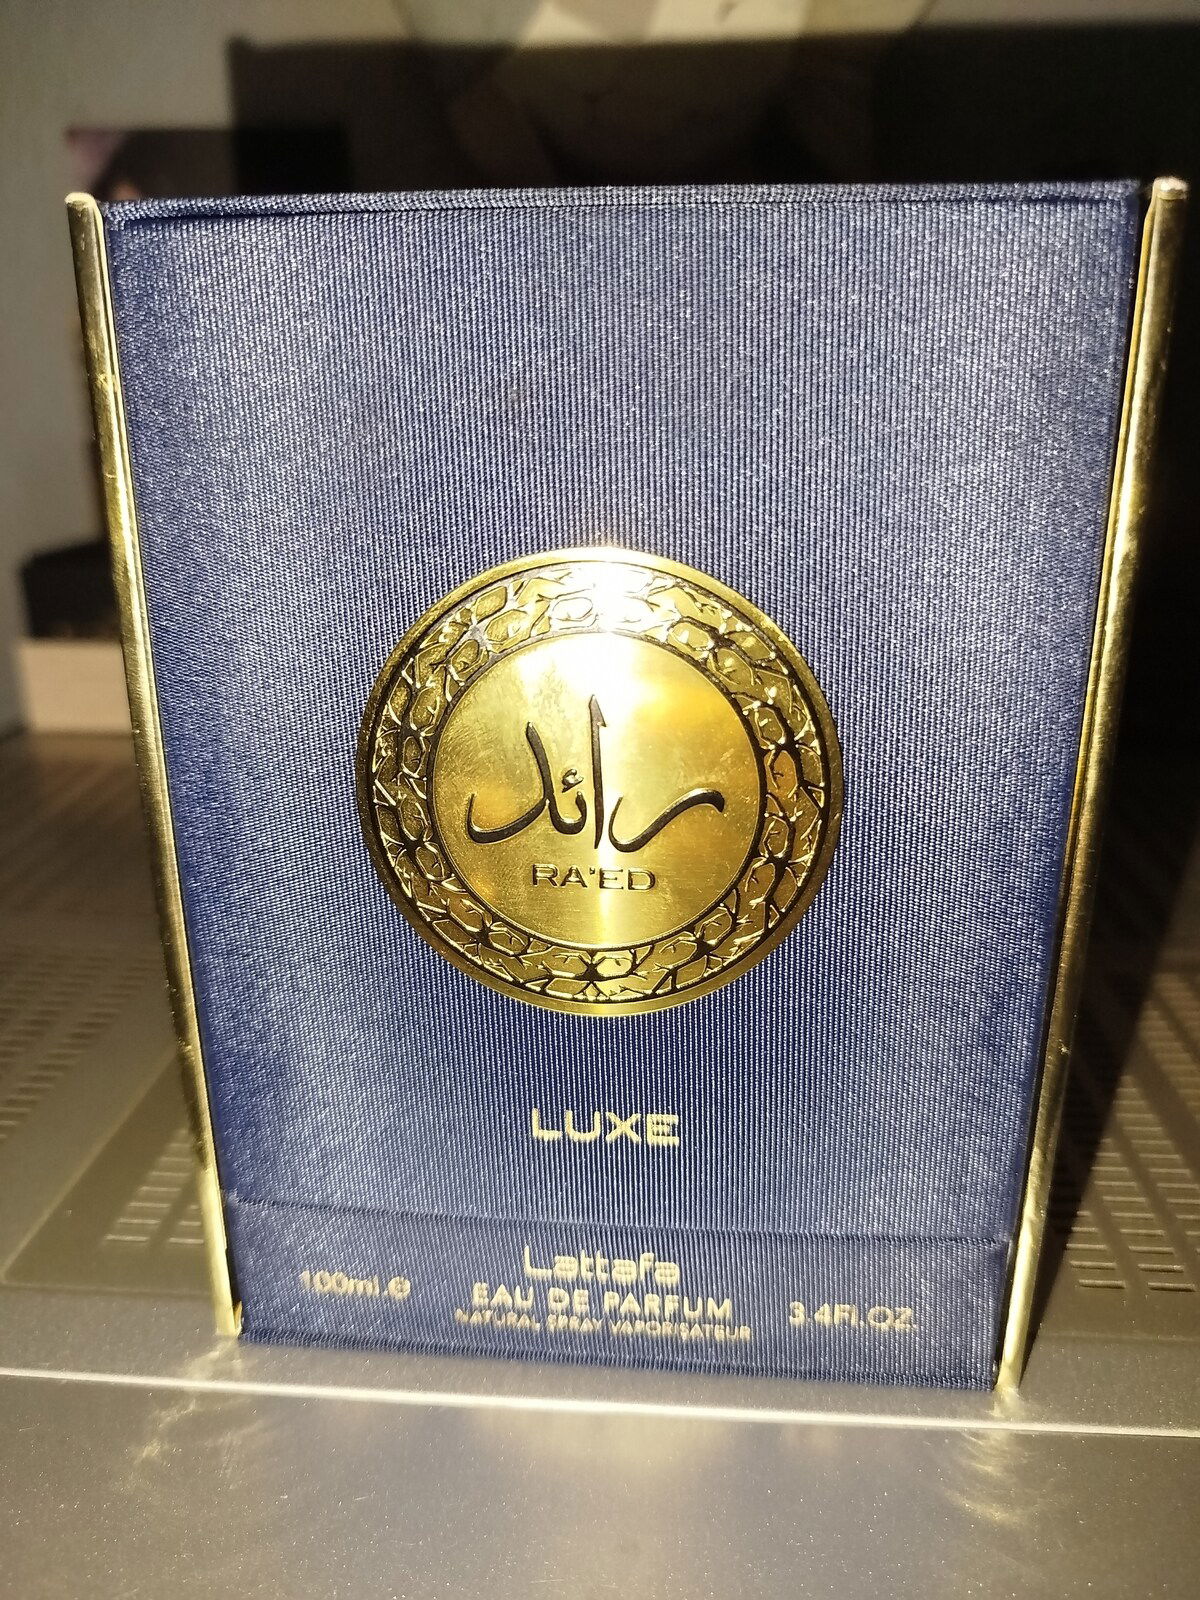 رائد
RA'ED
LUXE
Lattafa
100ml.e
EAU DE PARFUM
3.4Fl.OZ.
NATURAL SPRAY VAPORISATEUR